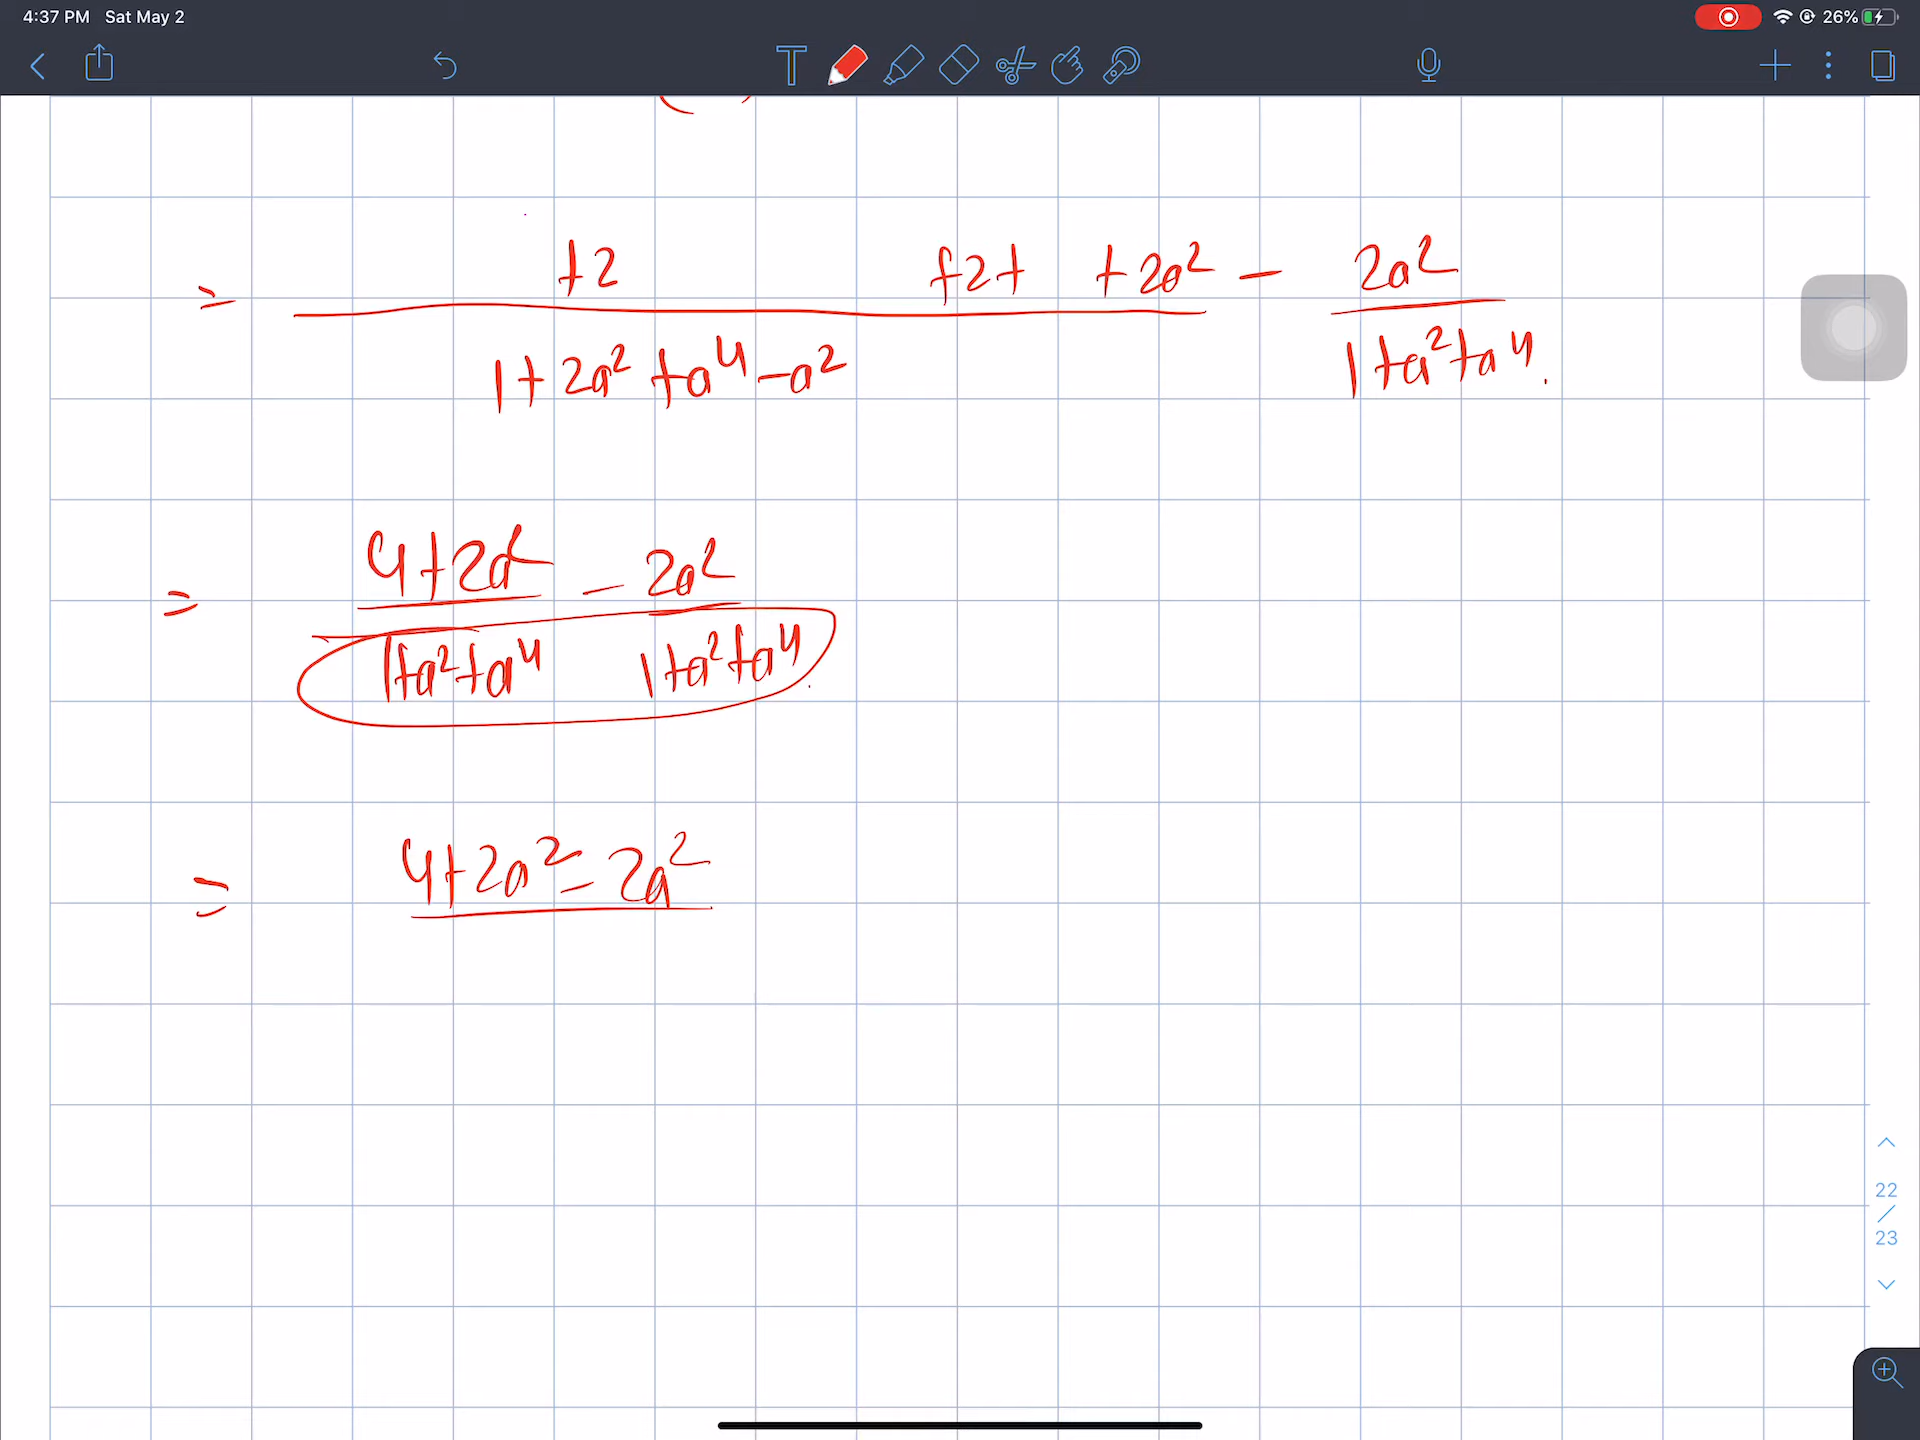 4:37 PM Sat May 2
26%
T
= +2 +2+ +2a² - 2a²
1+2a²+a⁴-a² 1+a²+a⁴.
= 4+2a² - 2a²
1+a²+a⁴ 1+a²+a⁴
= 4+2a²-2a²
22
/
23